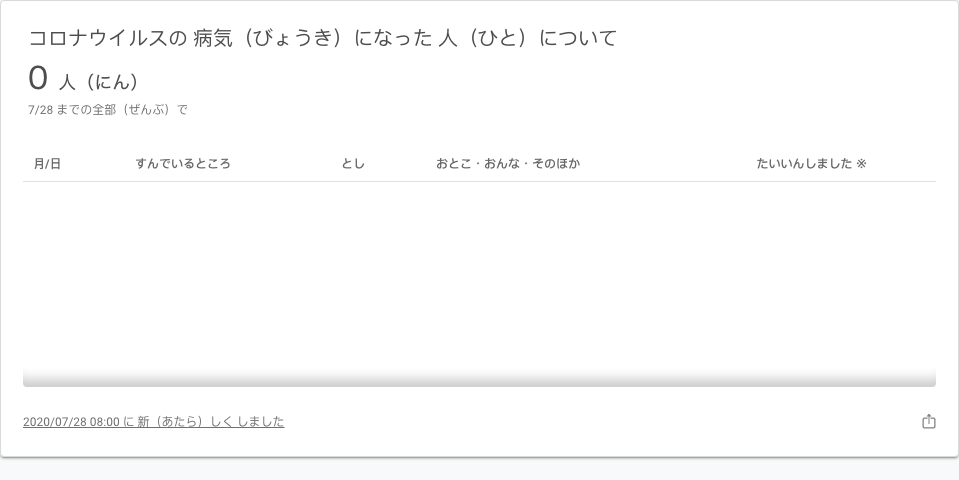 コロナウイルスの 病気（びょうき）になった 人（ひと）について
0 人（にん）
7/28 までの全部（ぜんぶ）で
月/日 すんでいるところ とし おとこ・おんな・そのほか たいいんしました ※
2020/07/28 08:00 に 新（あたら）しく しました